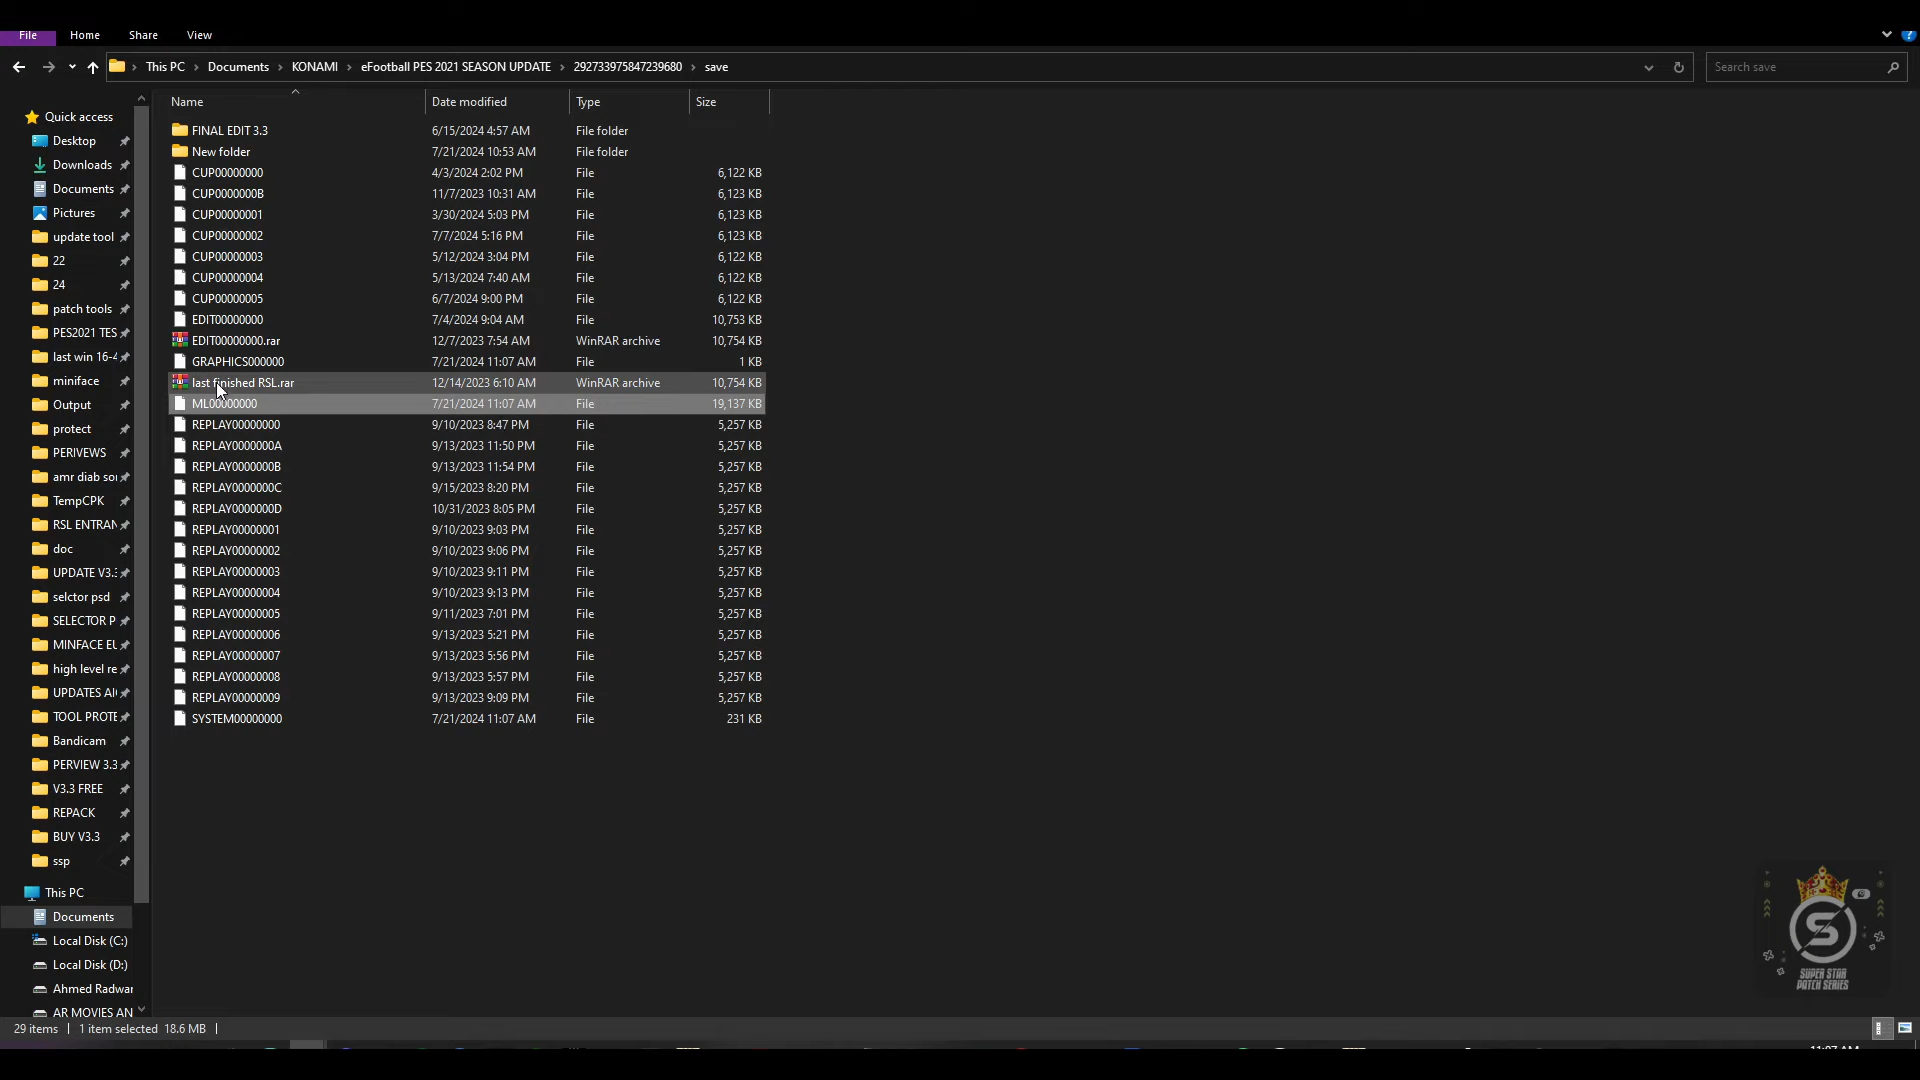 File Home Share View
This PC > Documents > KONAMI > eFootball PES 2021 SEASON UPDATE > 292733975847239680 > save
Search save
Name Date modified Type Size
Quick access
Desktop
Downloads
Documents
Pictures
update tool
22
24
patch tools
PES2021 TES
last win 16-4
miniface
Output
protect
PERIVEWS
amr diab sor
TempCPK
RSL ENTRAN
doc
UPDATE V3.3
selctor psd
SELECTOR P
MINFACE EU
high level re
UPDATES AI
TOOL PROTE
Bandicam
PERVIEW 3.3
V3.3 FREE
REPACK
BUY V3.3
ssp
This PC
Documents
Local Disk (C:)
Local Disk (D:)
Ahmed Radwan
AR MOVIES AN
FINAL EDIT 3.3 6/15/2024 4:57 AM File folder
New folder 7/21/2024 10:53 AM File folder
CUP00000000 4/3/2024 2:02 PM File 6,122 KB
CUP0000000B 11/7/2023 10:31 AM File 6,123 KB
CUP00000001 3/30/2024 5:03 PM File 6,123 KB
CUP00000002 7/7/2024 5:16 PM File 6,123 KB
CUP00000003 5/12/2024 3:04 PM File 6,122 KB
CUP00000004 5/13/2024 7:40 AM File 6,122 KB
CUP00000005 6/7/2024 9:00 PM File 6,122 KB
EDIT00000000 7/4/2024 9:04 AM File 10,753 KB
EDIT00000000.rar 12/7/2023 7:54 AM WinRAR archive 10,754 KB
GRAPHICS000000 7/21/2024 11:07 AM File 1 KB
last finished RSL.rar 12/14/2023 6:10 AM WinRAR archive 10,754 KB
ML00000000 7/21/2024 11:07 AM File 19,137 KB
REPLAY00000000 9/10/2023 8:47 PM File 5,257 KB
REPLAY0000000A 9/13/2023 11:50 PM File 5,257 KB
REPLAY0000000B 9/13/2023 11:54 PM File 5,257 KB
REPLAY0000000C 9/15/2023 8:20 PM File 5,257 KB
REPLAY0000000D 10/31/2023 8:05 PM File 5,257 KB
REPLAY00000001 9/10/2023 9:03 PM File 5,257 KB
REPLAY00000002 9/10/2023 9:06 PM File 5,257 KB
REPLAY00000003 9/10/2023 9:11 PM File 5,257 KB
REPLAY00000004 9/10/2023 9:13 PM File 5,257 KB
REPLAY00000005 9/11/2023 7:01 PM File 5,257 KB
REPLAY00000006 9/13/2023 5:21 PM File 5,257 KB
REPLAY00000007 9/13/2023 5:56 PM File 5,257 KB
REPLAY00000008 9/13/2023 5:57 PM File 5,257 KB
REPLAY00000009 9/13/2023 9:09 PM File 5,257 KB
SYSTEM00000000 7/21/2024 11:07 AM File 231 KB
S
SUPER STAR
PATCH SERIES
29 items 1 item selected 18.6 MB
11:07 AM